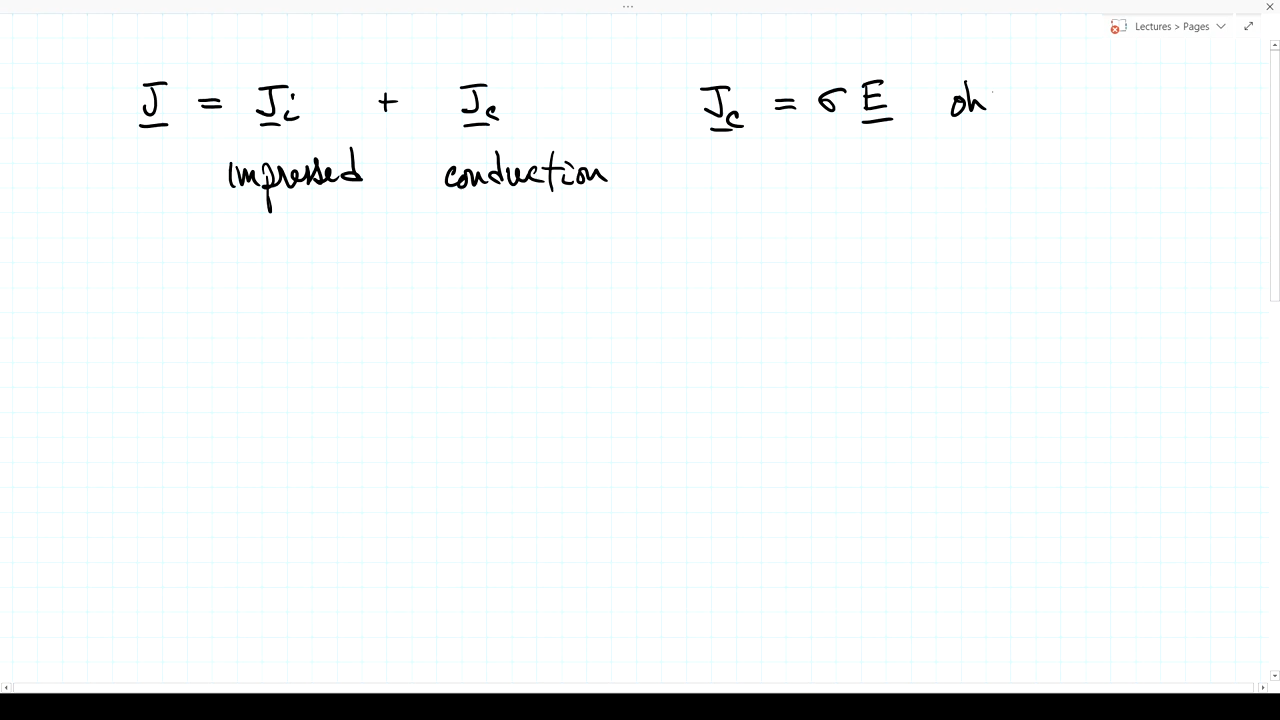 Lectures > Pages
J = Ji + Jc Jc = σ E oh
impressed conduction